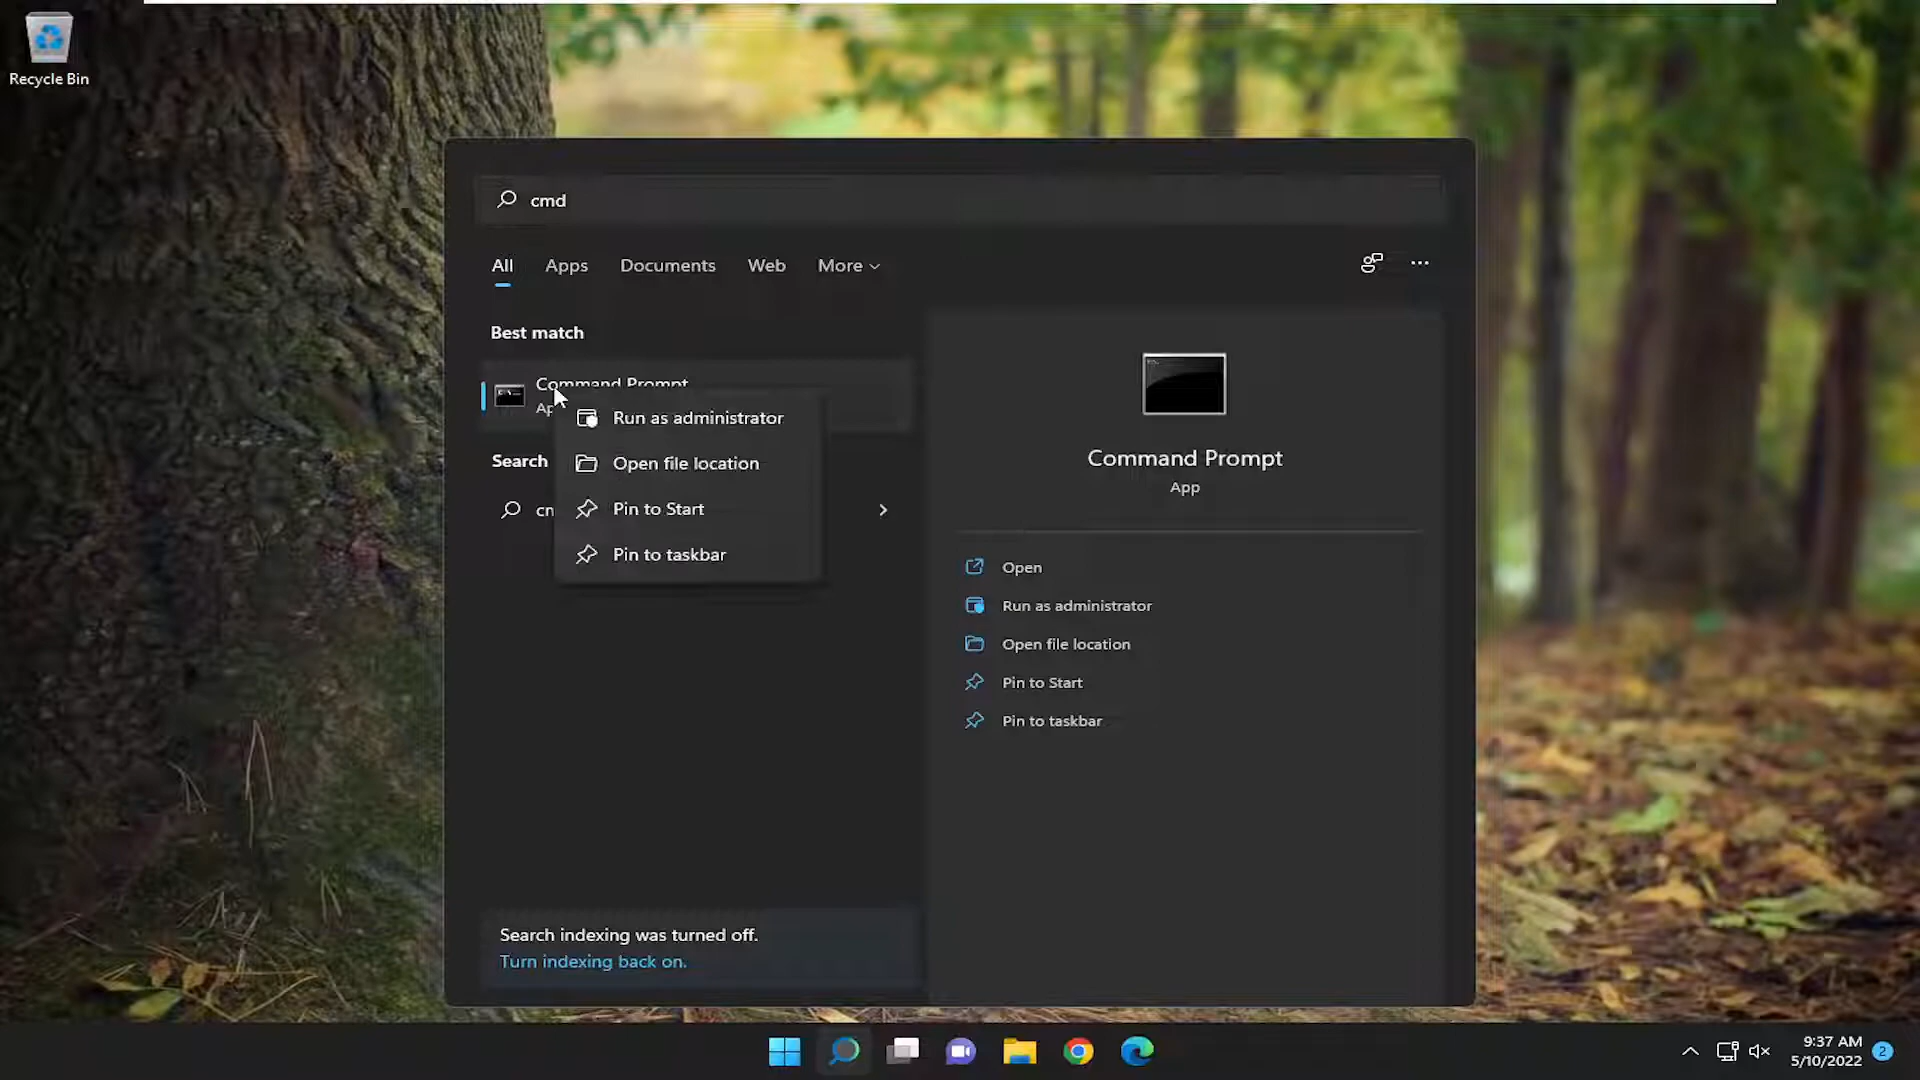 Recycle Bin
cmd
All Apps Documents Web More
Best match
Command Prompt
Run as administrator
Open file location
Search
Pin to Start
Pin to taskbar
Command Prompt
App
Open
Run as administrator
Open file location
Pin to Start
Pin to taskbar
Search indexing was turned off.
Turn indexing back on.
9:37 AM
5/10/2022
2